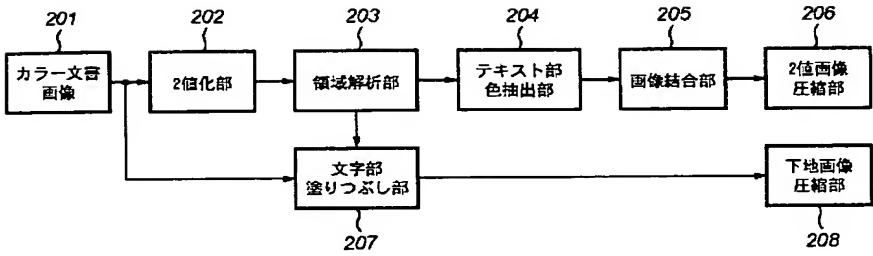 201
202
203
204
205
206
カラー文書
画像
2値化部
領域解析部
テキスト部
色抽出部
画像結合部
2値画像
圧縮部
文字部
塗りつぶし部
下地画像
圧縮部
207
208